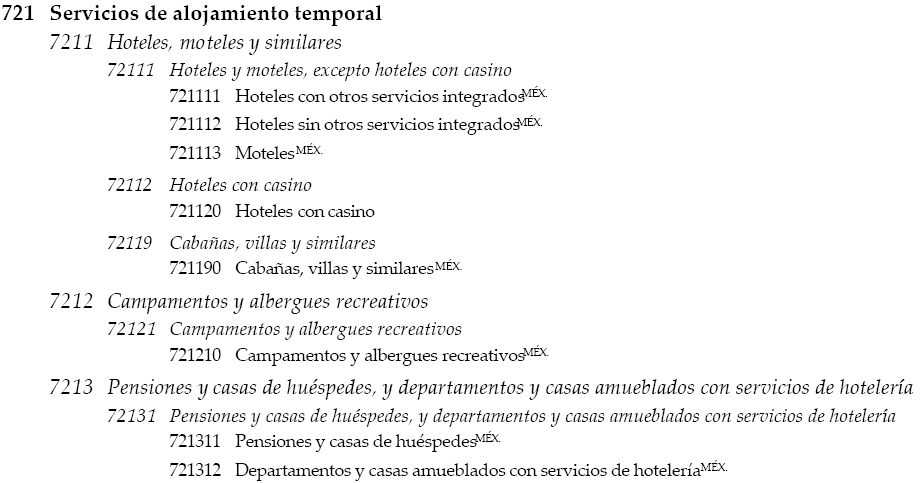 721 Servicios de alojamiento temporal
7211 Hoteles, moteles y similares
72111 Hoteles y moteles, excepto hoteles con casino
721111 Hoteles con otros servicios integradosMÉX.
721112 Hoteles sin otros servicios integradosMÉX.
721113 MotelesMÉX.
72112 Hoteles con casino
721120 Hoteles con casino
72119 Cabañas, villas y similares
721190 Cabañas, villas y similaresMÉX.
7212 Campamentos y albergues recreativos
72121 Campamentos y albergues recreativos
721210 Campamentos y albergues recreativosMÉX.
7213 Pensiones y casas de huéspedes, y departamentos y casas amueblados con servicios de hotelería
72131 Pensiones y casas de huéspedes, y departamentos y casas amueblados con servicios de hotelería
721311 Pensiones y casas de huéspedesMÉX.
721312 Departamentos y casas amueblados con servicios de hoteleríaMÉX.